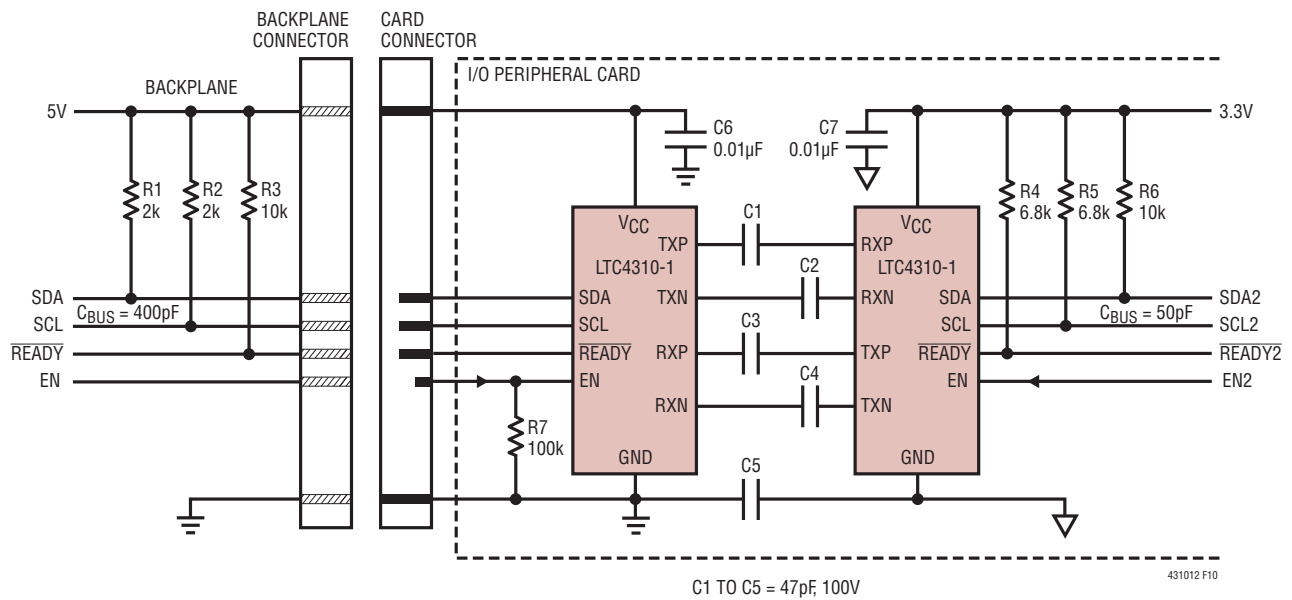 BACKPLANE
CONNECTOR
CARD
CONNECTOR
I/O PERIPHERAL CARD
BACKPLANE
5V
3.3V
C6
0.01µF
C7
0.01µF
R1
2k
R2
2k
R3
10k
R4
6.8k
R5
6.8k
R6
10k
VCC
TXP
LTC4310-1
SDA
TXN
SCL
READY
RXP
EN
RXN
GND
C1
C2
C3
C4
C5
VCC
RXP
LTC4310-1
RXN
SDA
SCL
TXP
READY
EN
TXN
GND
SDA
CBUS = 400pF
SCL
READY
EN
SDA2
CBUS = 50pF
SCL2
READY2
EN2
R7
100k
C1 TO C5 = 47pF, 100V
431012 F10